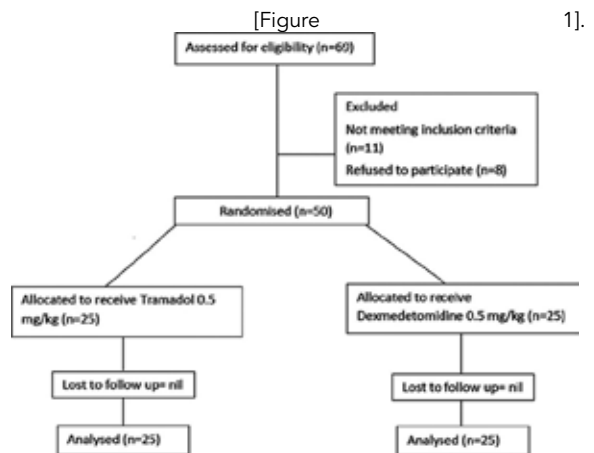 [Figure 1].
Assessed for eligibility (n=69)
Excluded
Not meeting inclusion criteria
(n=11)
Refused to participate (n=8)
Randomised (n=50)
Allocated to receive Tramadol 0.5
mg/kg (n=25)
Allocated to receive
Dexmedetomidine 0.5 mg/kg (n=25)
Lost to follow up= nil
Lost to follow up= nil
Analysed (n=25)
Analysed (n=25)